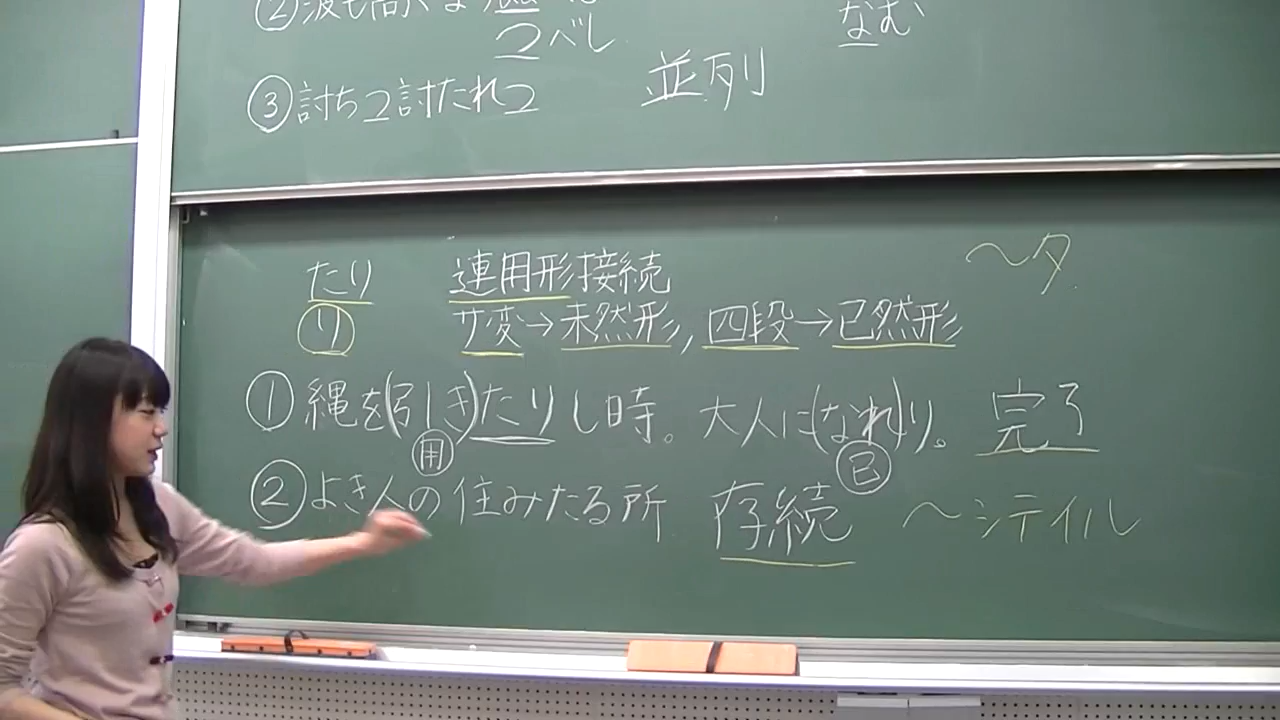 ② 波も高くな
つべし
なむ
③ 討ちつ討たれつ 並列
たり 連用形接続 〜タ
り サ変→未然形, 四段→已然形
① 縄を(引き)たりし時。大人に(なれ)り。 完了
用 已
② よき人の住みたる所 存続 〜シテイル